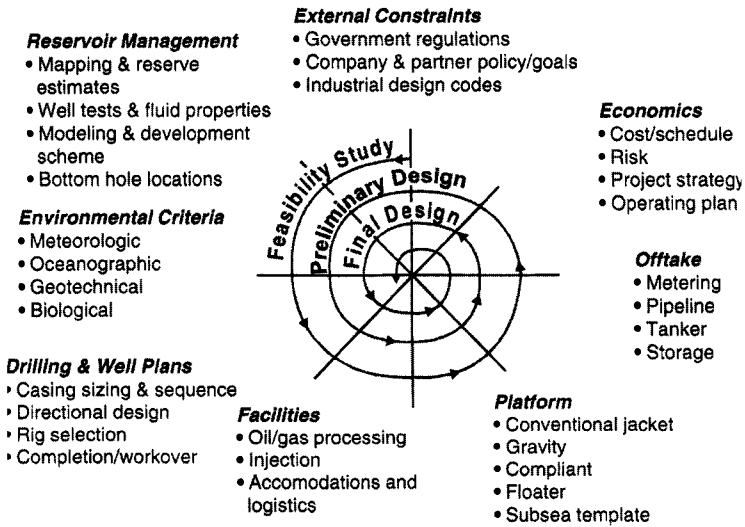 External Constraints
• Government regulations
• Company & partner policy/goals
• Industrial design codes
Reservoir Management
• Mapping & reserve
estimates
• Well tests & fluid properties
• Modeling & development
scheme
• Bottom hole locations
Economics
• Cost/schedule
• Risk
• Project strategy
• Operating plan
Feasibility Study
Preliminary Design
Final Design
Environmental Criteria
• Meteorologic
• Oceanographic
• Geotechnical
• Biological
Offtake
• Metering
• Pipeline
• Tanker
• Storage
Drilling & Well Plans
• Casing sizing & sequence
• Directional design
• Rig selection
• Completion/workover
Facilities
• Oil/gas processing
• Injection
• Accomodations and
logistics
Platform
• Conventional jacket
• Gravity
• Compliant
• Floater
• Subsea template